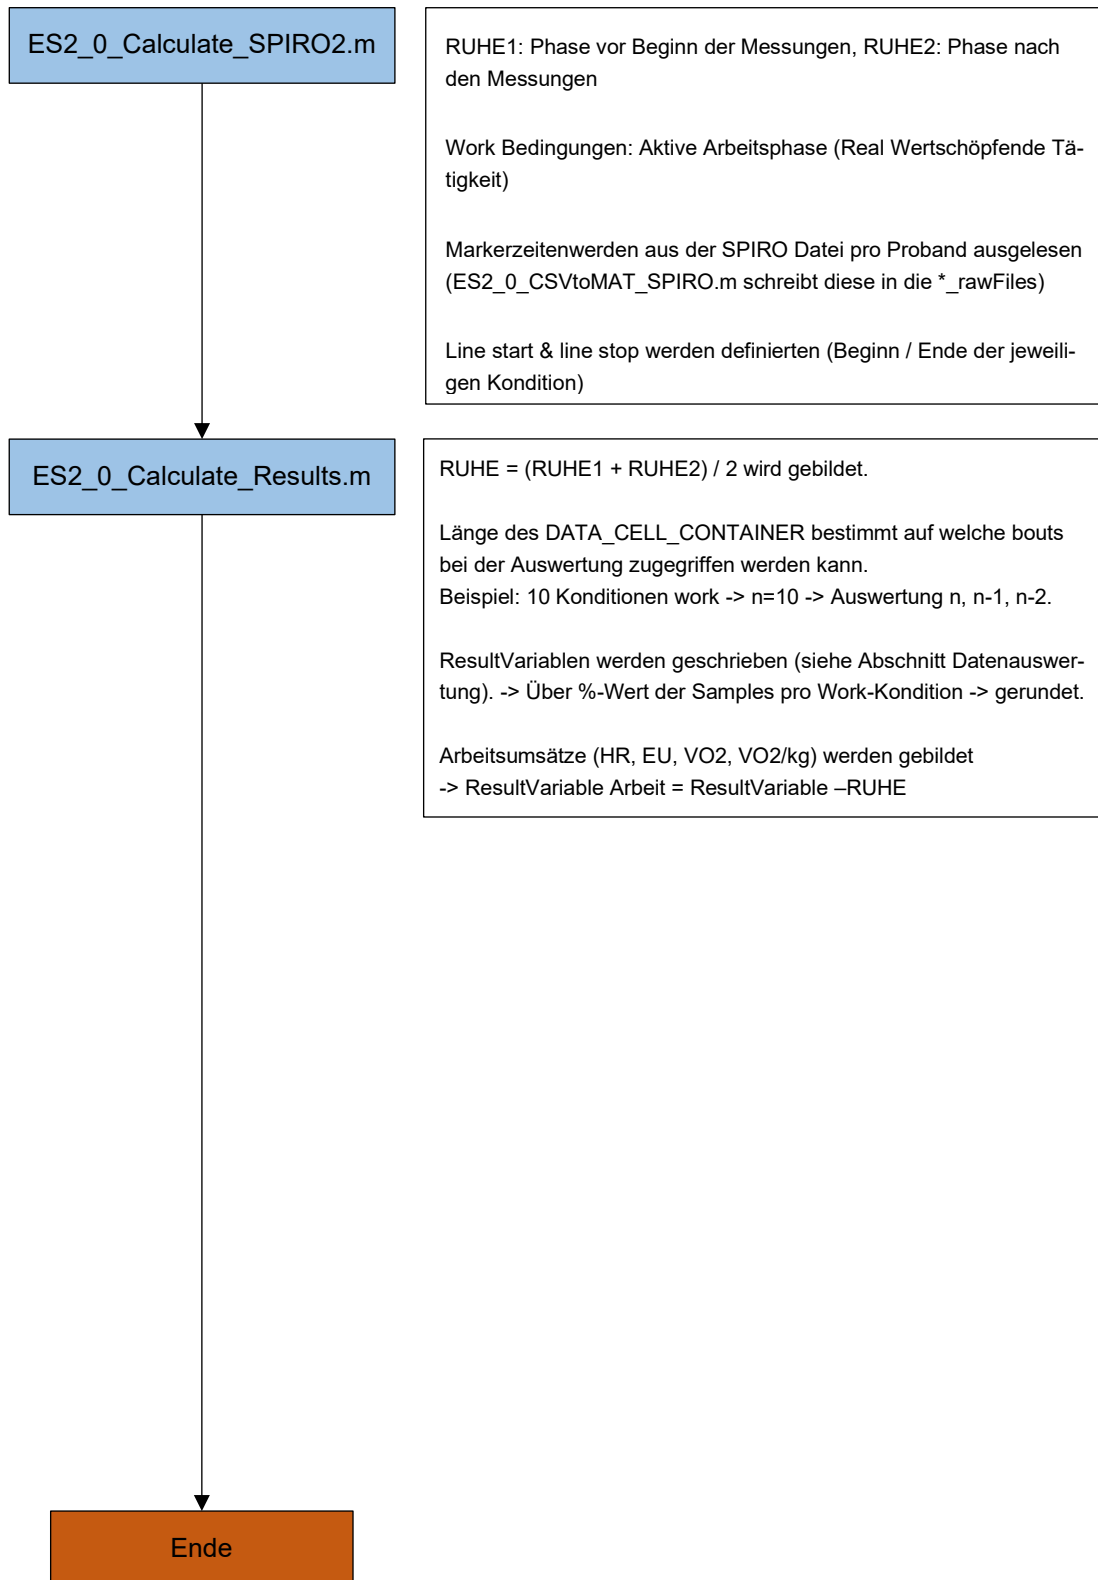 ES2_0_Calculate_SPIRO2.m
RUHE1: Phase vor Beginn der Messungen, RUHE2: Phase nach
den Messungen
Work Bedingungen: Aktive Arbeitsphase (Real Wertschöpfende Tä-
tigkeit)
Markerzeitenwerden aus der SPIRO Datei pro Proband ausgelesen
(ES2_0_CSVtoMAT_SPIRO.m schreibt diese in die *_rawFiles)
Line start & line stop werden definierten (Beginn / Ende der jeweili-
gen Kondition)
ES2_0_Calculate_Results.m
RUHE = (RUHE1 + RUHE2) / 2 wird gebildet.
Länge des DATA_CELL_CONTAINER bestimmt auf welche bouts
bei der Auswertung zugegriffen werden kann.
Beispiel: 10 Konditionen work -> n=10 -> Auswertung n, n-1, n-2.
ResultVariablen werden geschrieben (siehe Abschnitt Datenauswer-
tung). -> Über %-Wert der Samples pro Work-Kondition -> gerundet.
Arbeitsumsätze (HR, EU, VO2, VO2/kg) werden gebildet
-> ResultVariable Arbeit = ResultVariable –RUHE
Ende